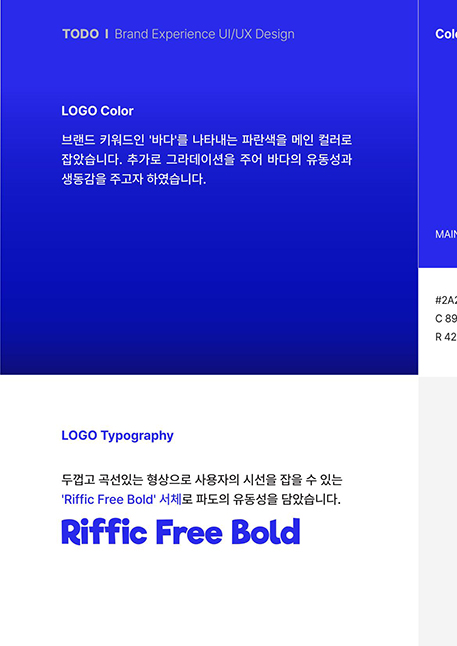 TODO I Brand Experience UI/UX Design
LOGO Color
브랜드 키워드인 '바다'를 나타내는 파란색을 메인 컬러로
잡았습니다. 추가로 그라데이션을 주어 바다의 유동성과
생동감을 주고자 하였습니다.
MAIN
C 89
R 42
LOGO Typography
두껍고 곡선있는 형상으로 사용자의 시선을 잡을 수 있는
'Riffic Free Bold' 서체로 파도의 유동성을 담았습니다.
Riffic Free Bold